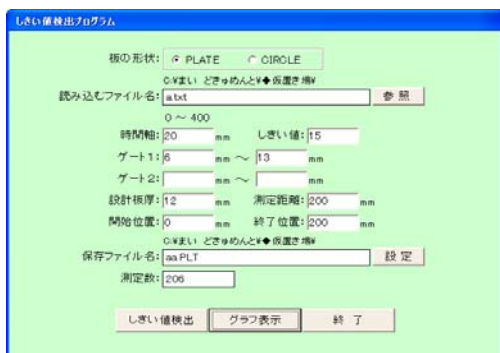 しきい値検出プログラム
板の形状: PLATE CIRCLE
C:¥まい どきゅめんと¥◆仮置き場¥
読み込むファイル名: a.txt 参 照
0 ～ 400
時間軸: 20 mm しきい値: 15
ゲート1: 6 mm ～ 13 mm
ゲート2: mm ～ mm
設計板厚: 12 mm 測定距離: 200 mm
開始位置: 0 mm 終了位置: 200 mm
C:¥まい どきゅめんと¥◆仮置き場¥
保存ファイル名: aa.PLT 設 定
測定数: 206
しきい値検出 グラフ表示 終 了